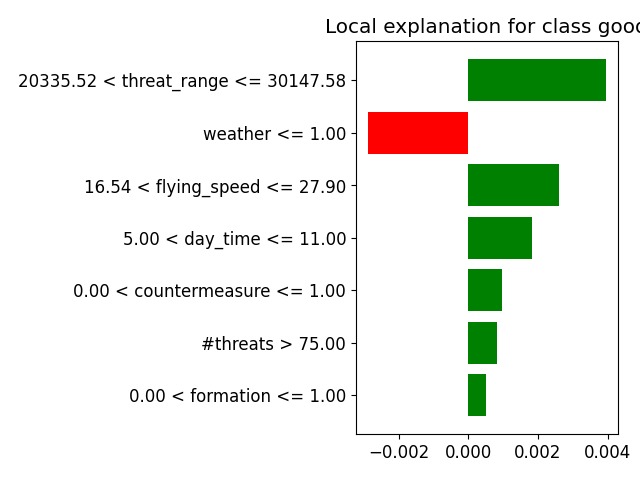 Local explanation for class good
20335.52 < threat_range <= 30147.58
weather <= 1.00
16.54 < flying_speed <= 27.90
5.00 < day_time <= 11.00
0.00 < countermeasure <= 1.00
#threats > 75.00
0.00 < formation <= 1.00
−0.002 0.000 0.002 0.004